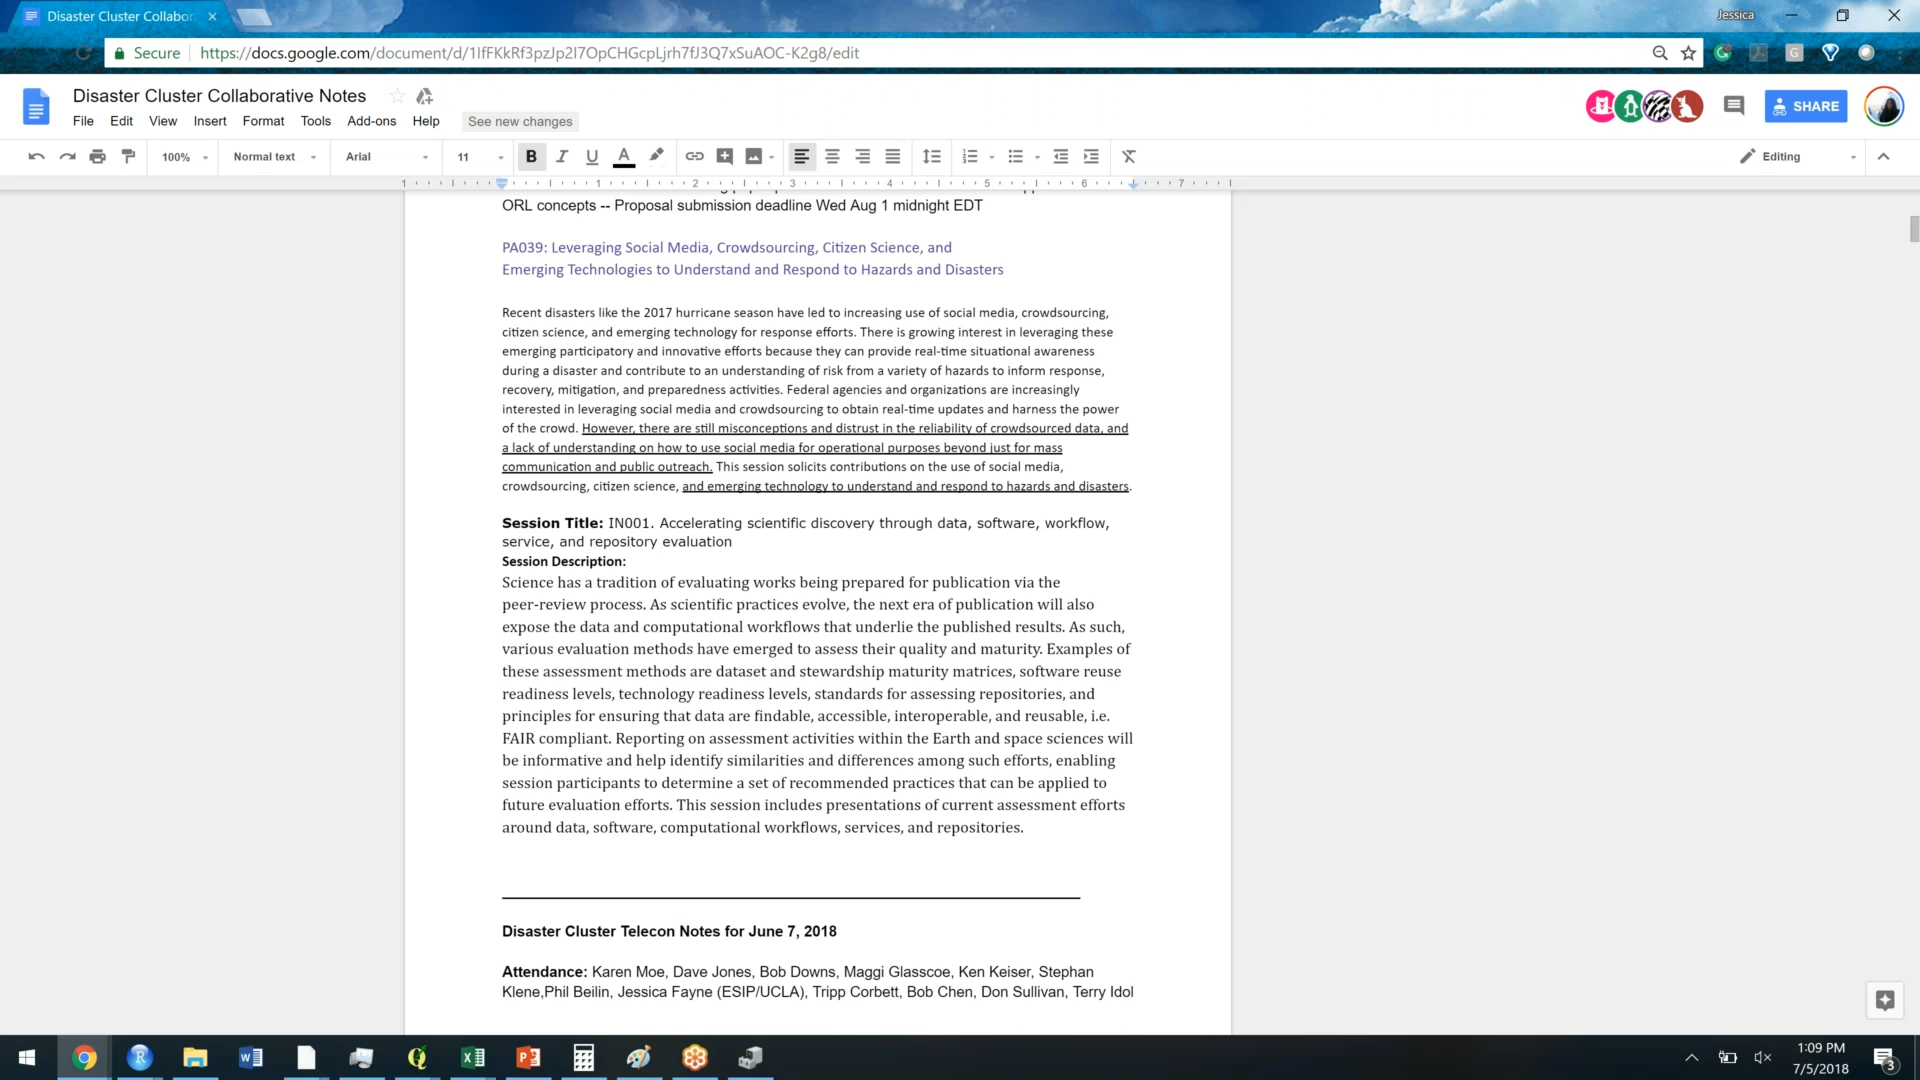 Disaster Cluster Collabor
Jessica
Secure https://docs.google.com/document/d/1IfFKkRf3pzJp2I7OpCHGcpLjrh7fJ3Q7xSuAOC-K2g8/edit
Disaster Cluster Collaborative Notes
SHARE
File Edit View Insert Format Tools Add-ons Help See new changes
100% Normal text Arial 11 B I U A Editing
1 1 2 3 4 5 6 7
ORL concepts -- Proposal submission deadline Wed Aug 1 midnight EDT
PA039: Leveraging Social Media, Crowdsourcing, Citizen Science, and
Emerging Technologies to Understand and Respond to Hazards and Disasters
Recent disasters like the 2017 hurricane season have led to increasing use of social media, crowdsourcing,
citizen science, and emerging technology for response efforts. There is growing interest in leveraging these
emerging participatory and innovative efforts because they can provide real-time situational awareness
during a disaster and contribute to an understanding of risk from a variety of hazards to inform response,
recovery, mitigation, and preparedness activities. Federal agencies and organizations are increasingly
interested in leveraging social media and crowdsourcing to obtain real-time updates and harness the power
of the crowd. However, there are still misconceptions and distrust in the reliability of crowdsourced data, and
a lack of understanding on how to use social media for operational purposes beyond just for mass
communication and public outreach. This session solicits contributions on the use of social media,
crowdsourcing, citizen science, and emerging technology to understand and respond to hazards and disasters.
Session Title: IN001. Accelerating scientific discovery through data, software, workflow,
service, and repository evaluation
Session Description:
Science has a tradition of evaluating works being prepared for publication via the
peer-review process. As scientific practices evolve, the next era of publication will also
expose the data and computational workflows that underlie the published results. As such,
various evaluation methods have emerged to assess their quality and maturity. Examples of
these assessment methods are dataset and stewardship maturity matrices, software reuse
readiness levels, technology readiness levels, standards for assessing repositories, and
principles for ensuring that data are findable, accessible, interoperable, and reusable, i.e.
FAIR compliant. Reporting on assessment activities within the Earth and space sciences will
be informative and help identify similarities and differences among such efforts, enabling
session participants to determine a set of recommended practices that can be applied to
future evaluation efforts. This session includes presentations of current assessment efforts
around data, software, computational workflows, services, and repositories.
Disaster Cluster Telecon Notes for June 7, 2018
Attendance: Karen Moe, Dave Jones, Bob Downs, Maggi Glasscoe, Ken Keiser, Stephan
Klene,Phil Beilin, Jessica Fayne (ESIP/UCLA), Tripp Corbett, Bob Chen, Don Sullivan, Terry Idol
1:09 PM
7/5/2018
3